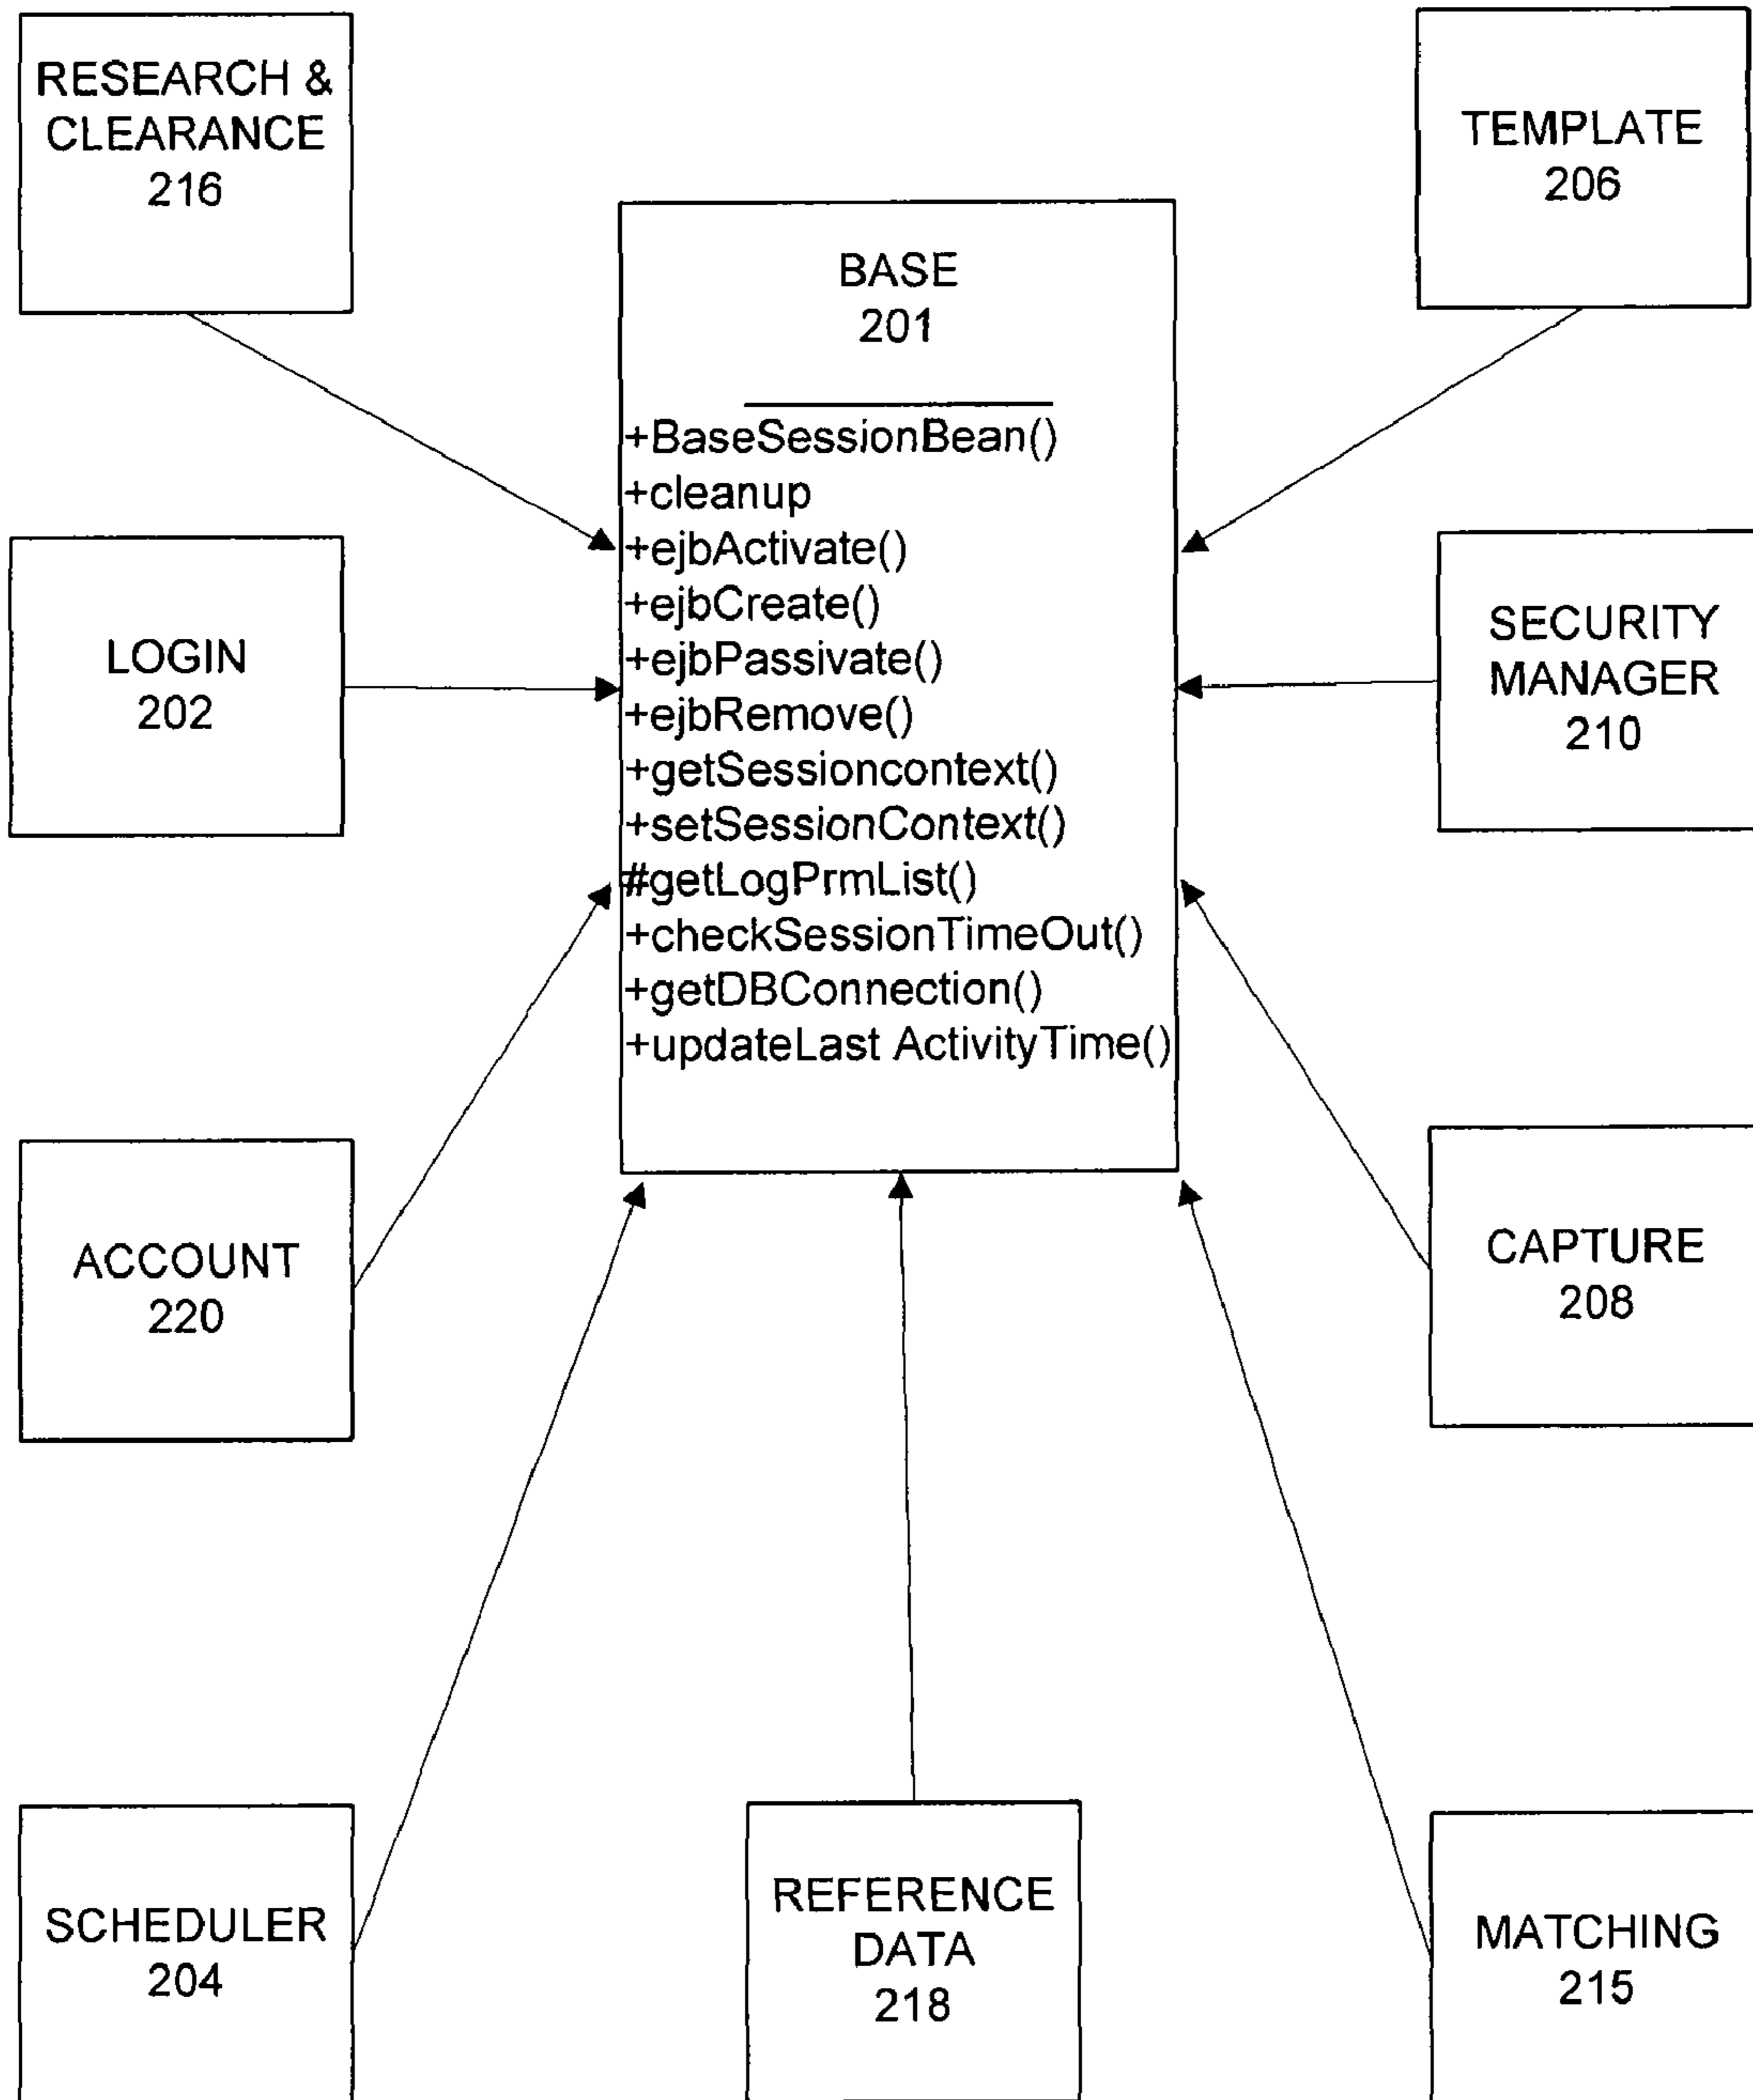 RESEARCH &
CLEARANCE
216
TEMPLATE
206
BASE
201
+BaseSessionBean()
+cleanup
+ejbActivate()
+ejbCreate()
+ejbPassivate()
+ejbRemove()
+getSessioncontext()
+setSessionContext()
#getLogPrmList()
+checkSessionTimeOut()
+getDBConnection()
+updateLast ActivityTime()
LOGIN
202
SECURITY
MANAGER
210
ACCOUNT
220
CAPTURE
208
SCHEDULER
204
REFERENCE
DATA
218
MATCHING
215